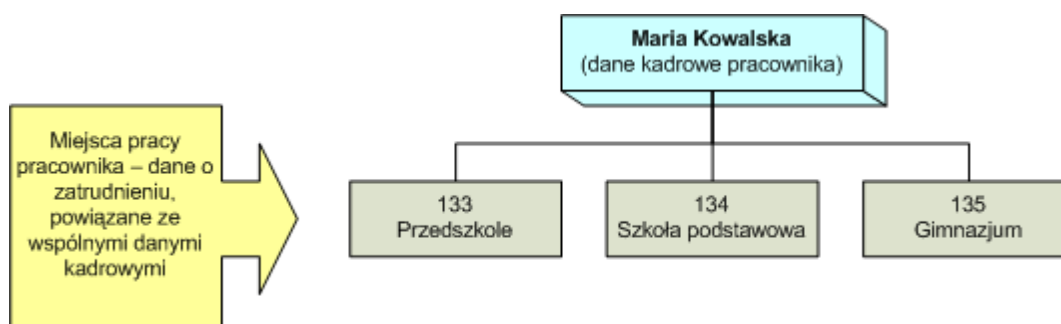 Maria Kowalska
(dane kadrowe pracownika)
Miejsca pracy
pracownika – dane o
zatrudnieniu,
powiązane ze
wspólnymi danymi
kadrowymi
133
Przedszkole
134
Szkoła podstawowa
135
Gimnazjum